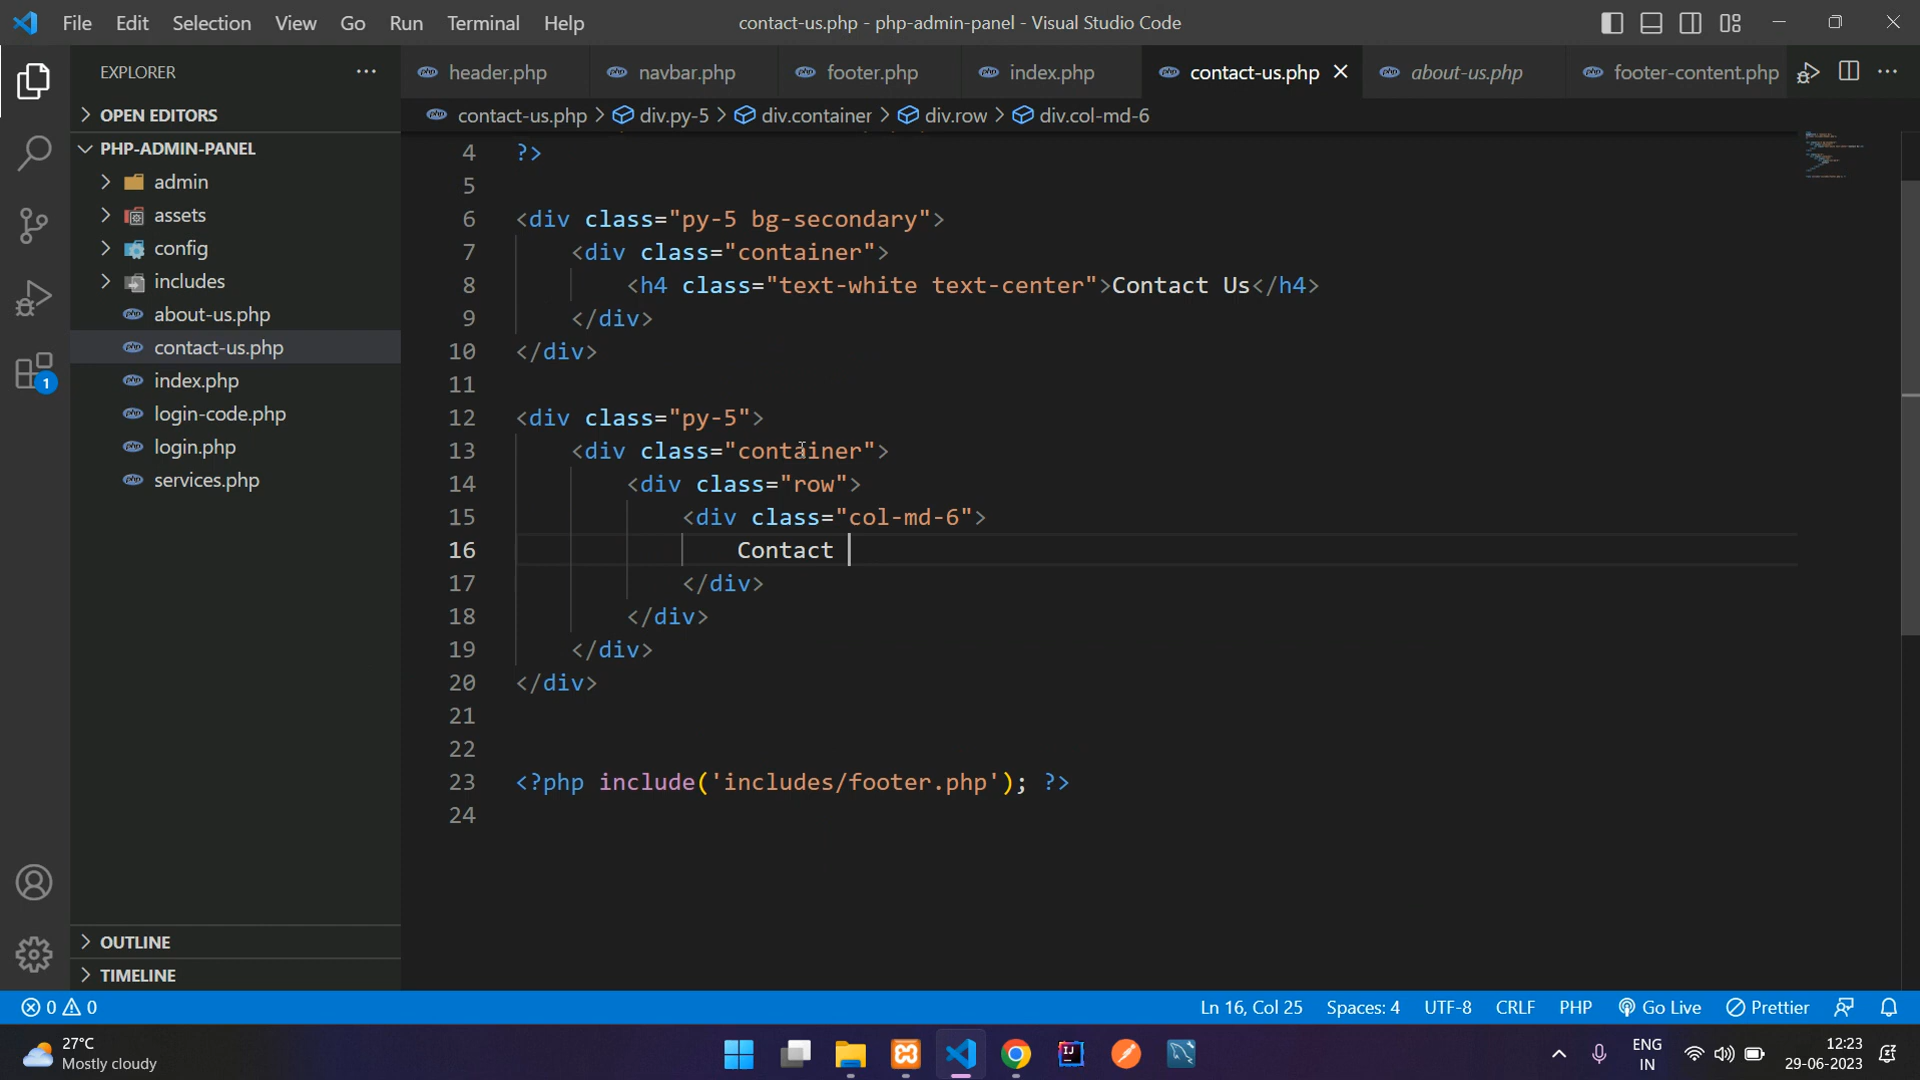 File Edit Selection View Go Run Terminal Help contact-us.php - php-admin-panel - Visual Studio Code
EXPLORER
header.php navbar.php footer.php index.php contact-us.php about-us.php footer-content.php
OPEN EDITORS
contact-us.php > div.py-5 > div.container > div.row > div.col-md-6
PHP-ADMIN-PANEL
admin
assets
config
includes
about-us.php
contact-us.php
index.php
login-code.php
login.php
services.php
OUTLINE
TIMELINE
1
4 ?>
5
6 <div class="py-5 bg-secondary">
7 <div class="container">
8 <h4 class="text-white text-center">Contact Us</h4>
9 </div>
10 </div>
11
12 <div class="py-5">
13 <div class="container">
14 <div class="row">
15 <div class="col-md-6">
16 Contact
17 </div>
18 </div>
19 </div>
20 </div>
21
22
23 <?php include('includes/footer.php'); ?>
24
0 0 Ln 16, Col 25 Spaces: 4 UTF-8 CRLF PHP Go Live Prettier
27°C
Mostly cloudy
ENG
IN
12:23
29-06-2023